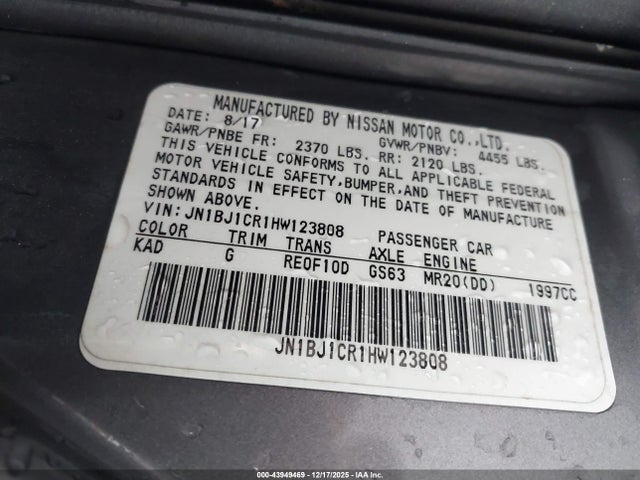 MANUFACTURED BY NISSAN MOTOR CO.,LTD.
DATE: 8/17 GVWR/PNBV: 4455 LBS.
GAWR/PNBE FR: 2370 LBS. RR: 2120 LBS.
THIS VEHICLE CONFORMS TO ALL APPLICABLE FEDERAL
MOTOR VEHICLE SAFETY,BUMPER,AND THEFT PREVENTION
STANDARDS IN EFFECT ON THE DATE OF MANUFACTURE
SHOWN ABOVE.
VIN:JN1BJ1CR1HW123808 PASSENGER CAR
COLOR TRIM TRANS AXLE ENGINE
KAD G RE0F10D GS63 MR20(DD) 1997CC
JN1BJ1CR1HW123808
000-43949469 - 12/17/2025 - IAA Inc.